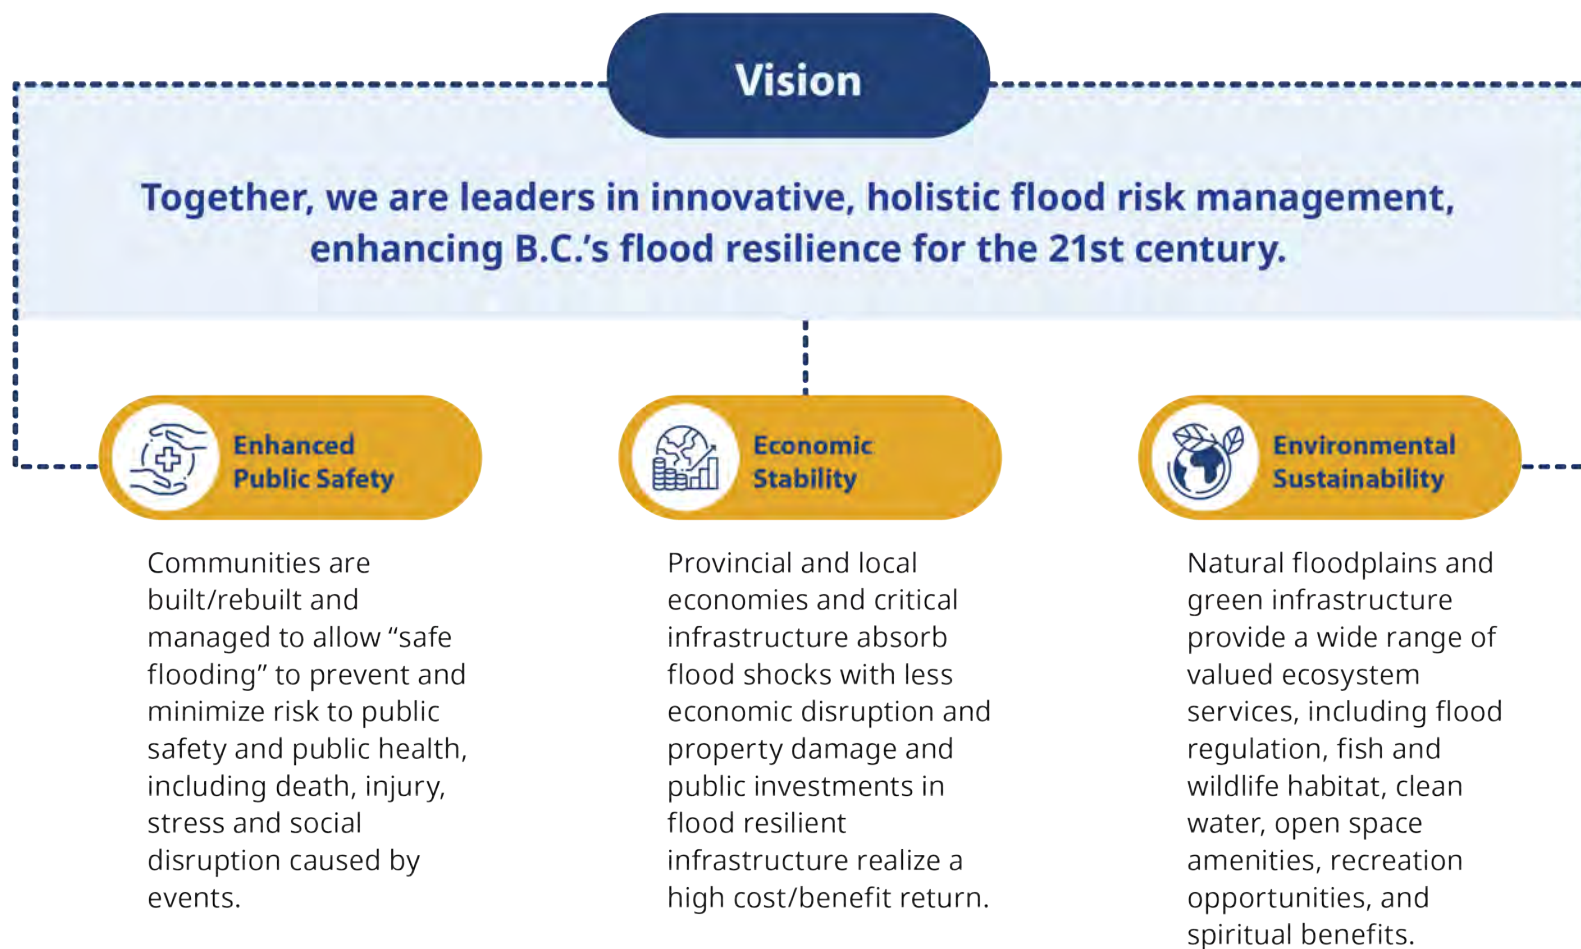 Vision
Together, we are leaders in innovative, holistic flood risk management,
enhancing B.C.’s flood resilience for the 21st century.
Enhanced
Public Safety
Communities are
built/rebuilt and
managed to allow “safe
flooding” to prevent and
minimize risk to public
safety and public health,
including death, injury,
stress and social
disruption caused by
events.
Economic
Stability
Provincial and local
economies and critical
infrastructure absorb
flood shocks with less
economic disruption and
property damage and
public investments in
flood resilient
infrastructure realize a
high cost/benefit return.
Environmental
Sustainability
Natural floodplains and
green infrastructure
provide a wide range of
valued ecosystem
services, including flood
regulation, fish and
wildlife habitat, clean
water, open space
amenities, recreation
opportunities, and
spiritual benefits.